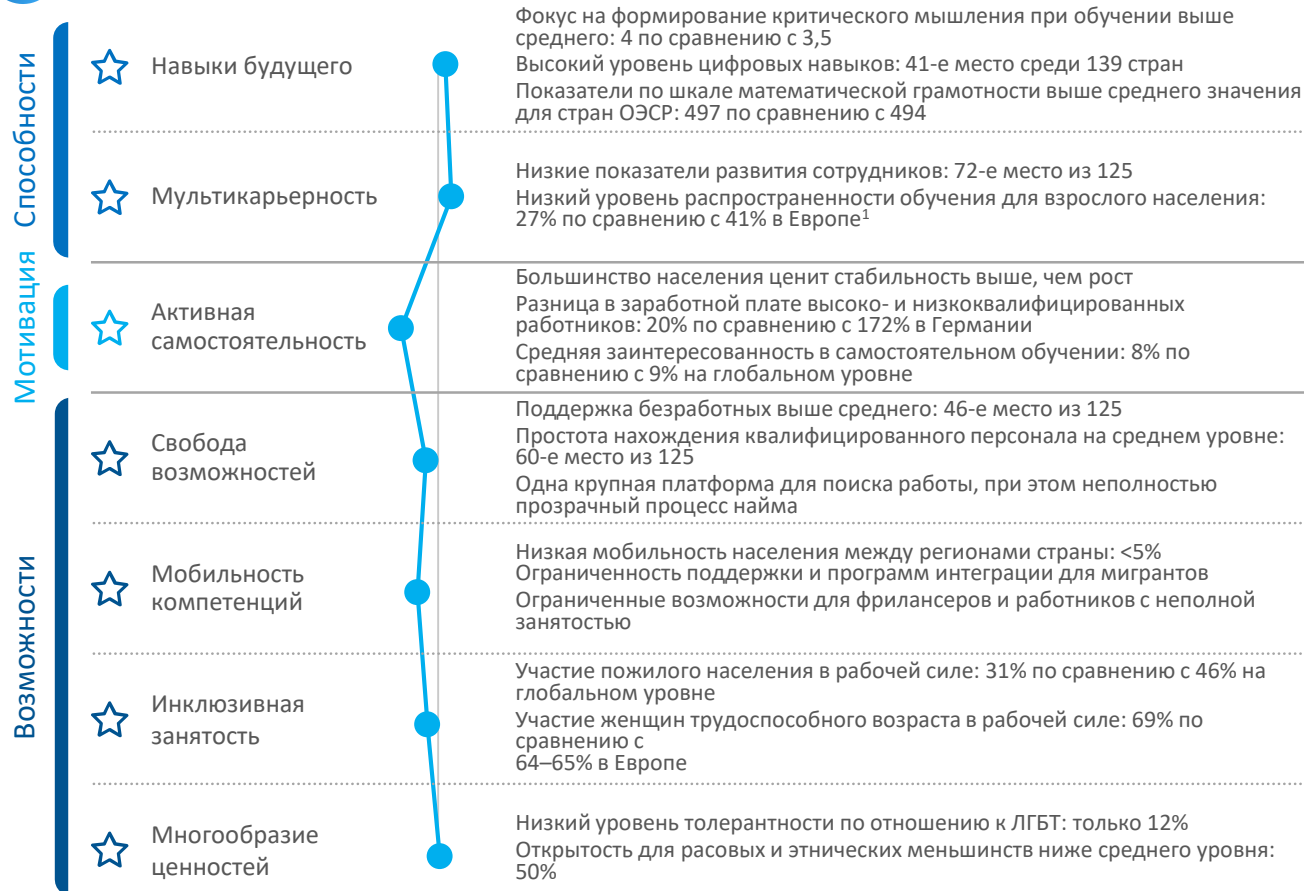 Способности
Навыки будущего
Фокус на формирование критического мышления при обучении выше
среднего: 4 по сравнению с 3,5
Высокий уровень цифровых навыков: 41-е место среди 139 стран
Показатели по шкале математической грамотности выше среднего значения
для стран ОЭСР: 497 по сравнению с 494
Мультикарьерность
Низкие показатели развития сотрудников: 72-е место из 125
Низкий уровень распространенности обучения для взрослого населения:
27% по сравнению с 41% в Европе¹
Мотивация
Активная
самостоятельность
Большинство населения ценит стабильность выше, чем рост
Разница в заработной плате высоко- и низкоквалифицированных
работников: 20% по сравнению с 172% в Германии
Средняя заинтересованность в самостоятельном обучении: 8% по
сравнению с 9% на глобальном уровне
Возможности
Свобода
возможностей
Поддержка безработных выше среднего: 46-е место из 125
Простота нахождения квалифицированного персонала на среднем уровне:
60-е место из 125
Одна крупная платформа для поиска работы, при этом неполностью
прозрачный процесс найма
Мобильность
компетенций
Низкая мобильность населения между регионами страны: <5%
Ограниченность поддержки и программ интеграции для мигрантов
Ограниченные возможности для фрилансеров и работников с неполной
занятостью
Инклюзивная
занятость
Участие пожилого населения в рабочей силе: 31% по сравнению с 46% на
глобальном уровне
Участие женщин трудоспособного возраста в рабочей силе: 69% по
сравнению с
64–65% в Европе
Многообразие
ценностей
Низкий уровень толерантности по отношению к ЛГБТ: только 12%
Открытость для расовых и этнических меньшинств ниже среднего уровня:
50%